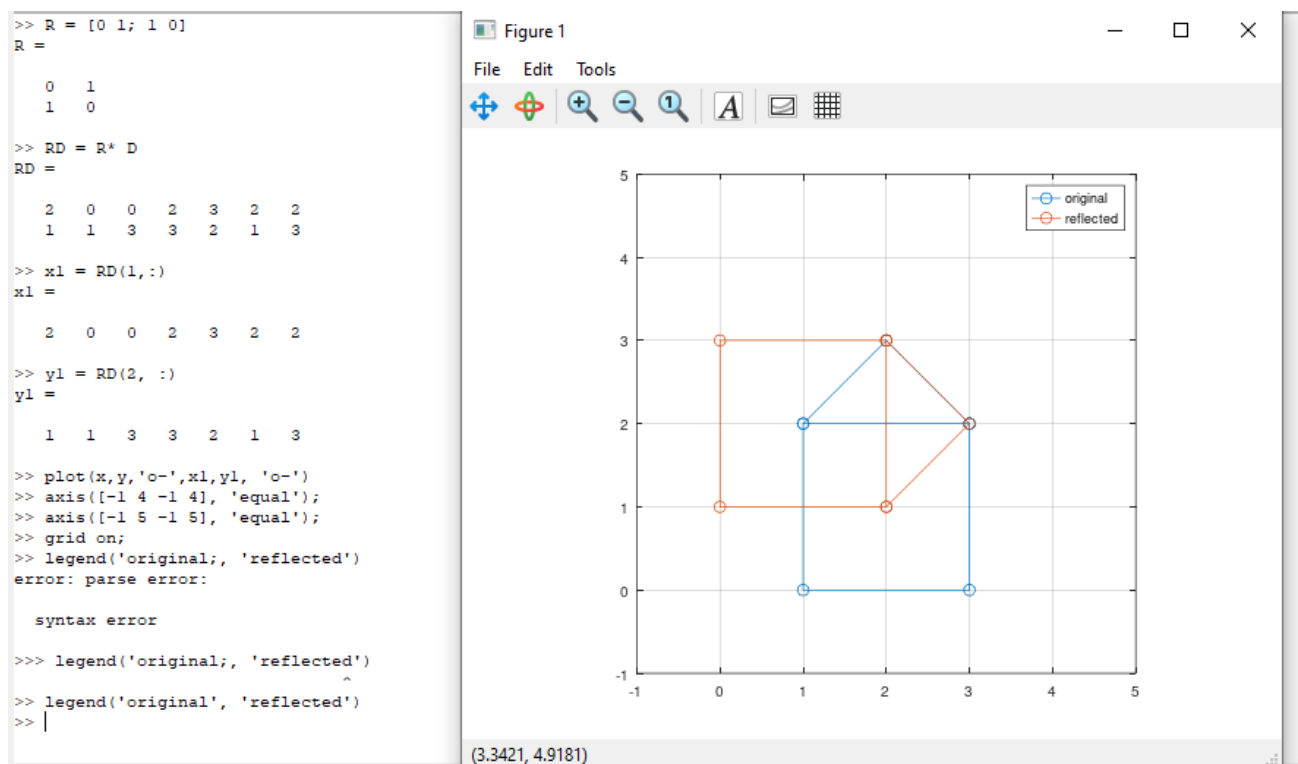 >> R = [0 1; 1 0]
R =
0 1
1 0
>> RD = R* D
RD =
2 0 0 2 3 2 2
1 1 3 3 2 1 3
>> x1 = RD(1,:)
x1 =
2 0 0 2 3 2 2
>> y1 = RD(2, :)
y1 =
1 1 3 3 2 1 3
>> plot(x,y,'o-',x1,y1, 'o-')
>> axis([-1 4 -1 4], 'equal');
>> axis([-1 5 -1 5], 'equal');
>> grid on;
>> legend('original;, 'reflected')
error: parse error:
syntax error
>>> legend('original;, 'reflected')
^
>> legend('original', 'reflected')
>>
Figure 1
File Edit Tools
A
original
reflected
5
4
3
2
1
0
-1
-1 0 1 2 3 4 5
(3.3421, 4.9181)